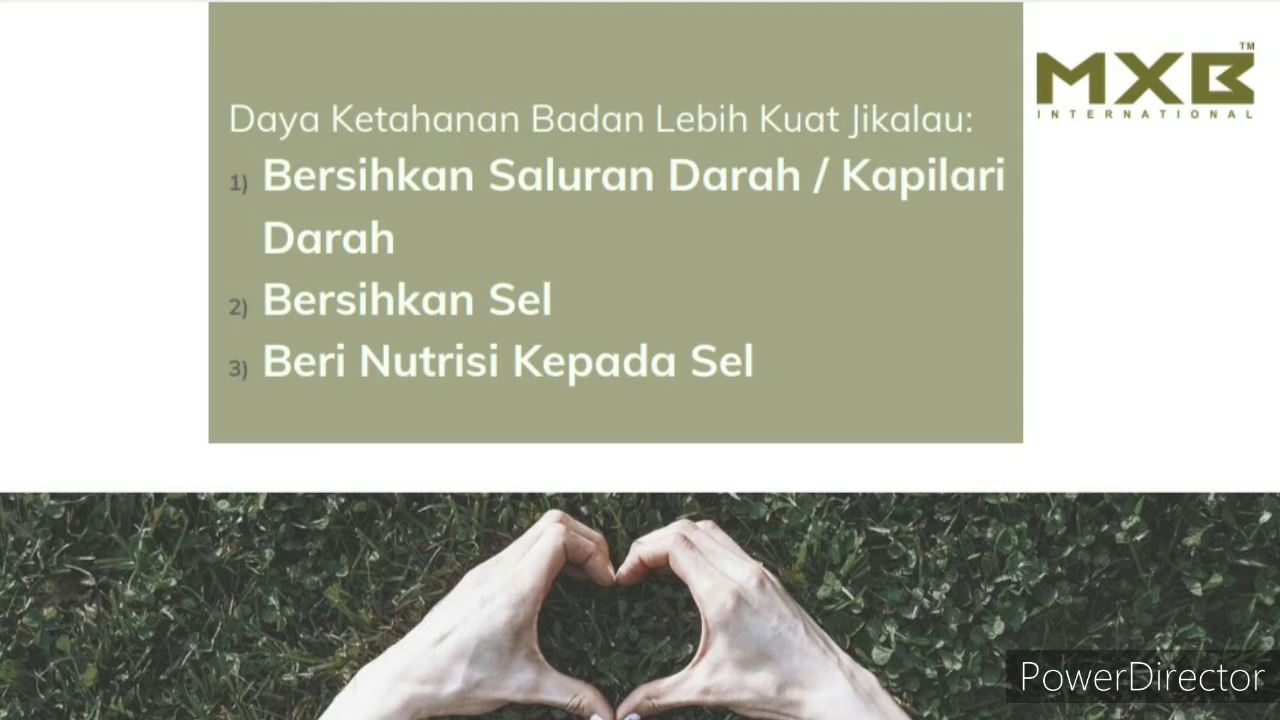 Daya Ketahanan Badan Lebih Kuat Jikalau:
1) Bersihkan Saluran Darah / Kapilari
Darah
2) Bersihkan Sel
3) Beri Nutrisi Kepada Sel
MXB™
INTERNATIONAL
PowerDirector